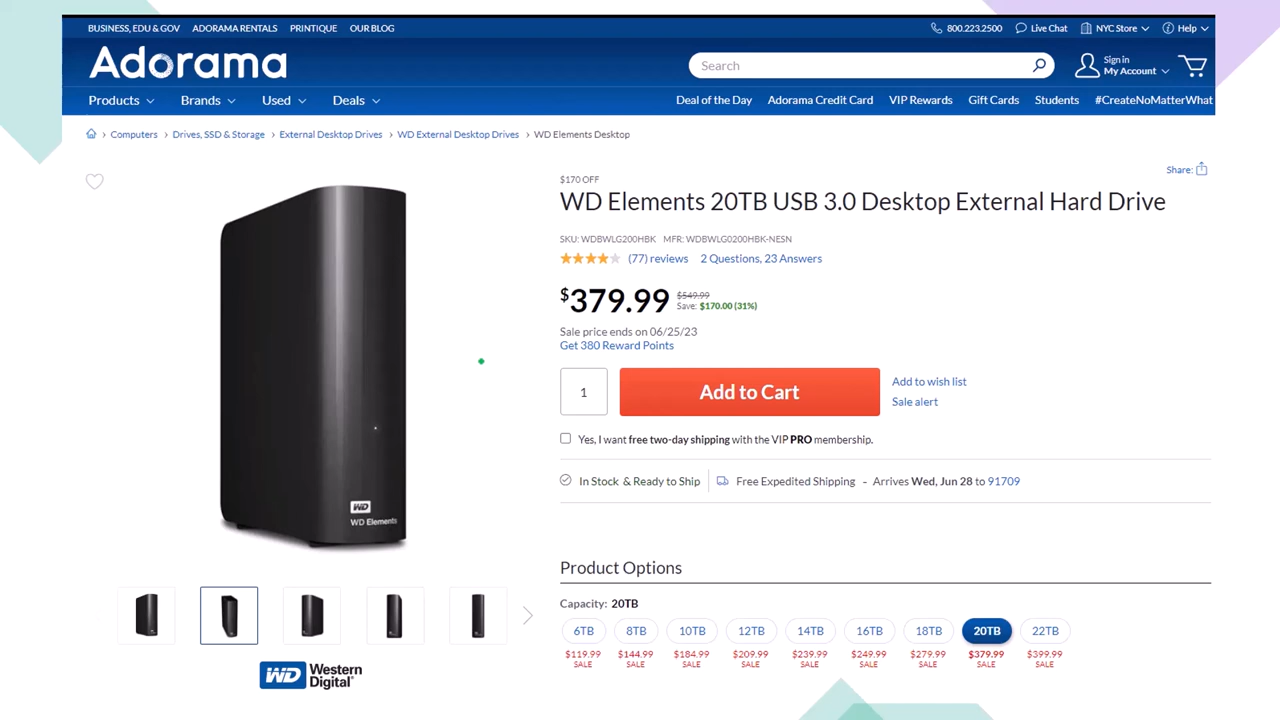 BUSINESS, EDU & GOV ADORAMA RENTALS PRINTIQUE OUR BLOG 800.223.2500 Live Chat NYC Store Help
Adorama
Search
Sign in
My Account
Products Brands Used Deals Deal of the Day Adorama Credit Card VIP Rewards Gift Cards Students #CreateNoMatterWhat
Computers Drives, SSD & Storage External Desktop Drives WD External Desktop Drives WD Elements Desktop
Share:
$170 OFF
WD Elements 20TB USB 3.0 Desktop External Hard Drive
SKU: WDBWLG200HBK MFR: WDBWLG0200HBK-NESN
(77) reviews 2 Questions, 23 Answers
$379.99 $549.99
Save: $170.00 (31%)
Sale price ends on 06/25/23
Get 380 Reward Points
1 Add to Cart
Add to wish list
Sale alert
Yes, I want free two-day shipping with the VIP PRO membership.
In Stock & Ready to Ship Free Expedited Shipping - Arrives Wed, Jun 28 to 91709
WD
WD Elements
Product Options
Capacity: 20TB
6TB 8TB 10TB 12TB 14TB 16TB 18TB 20TB 22TB
$119.99 $144.99 $184.99 $209.99 $239.99 $249.99 $279.99 $379.99 $399.99
SALE SALE SALE SALE SALE SALE SALE SALE SALE
WD Western
Digital®